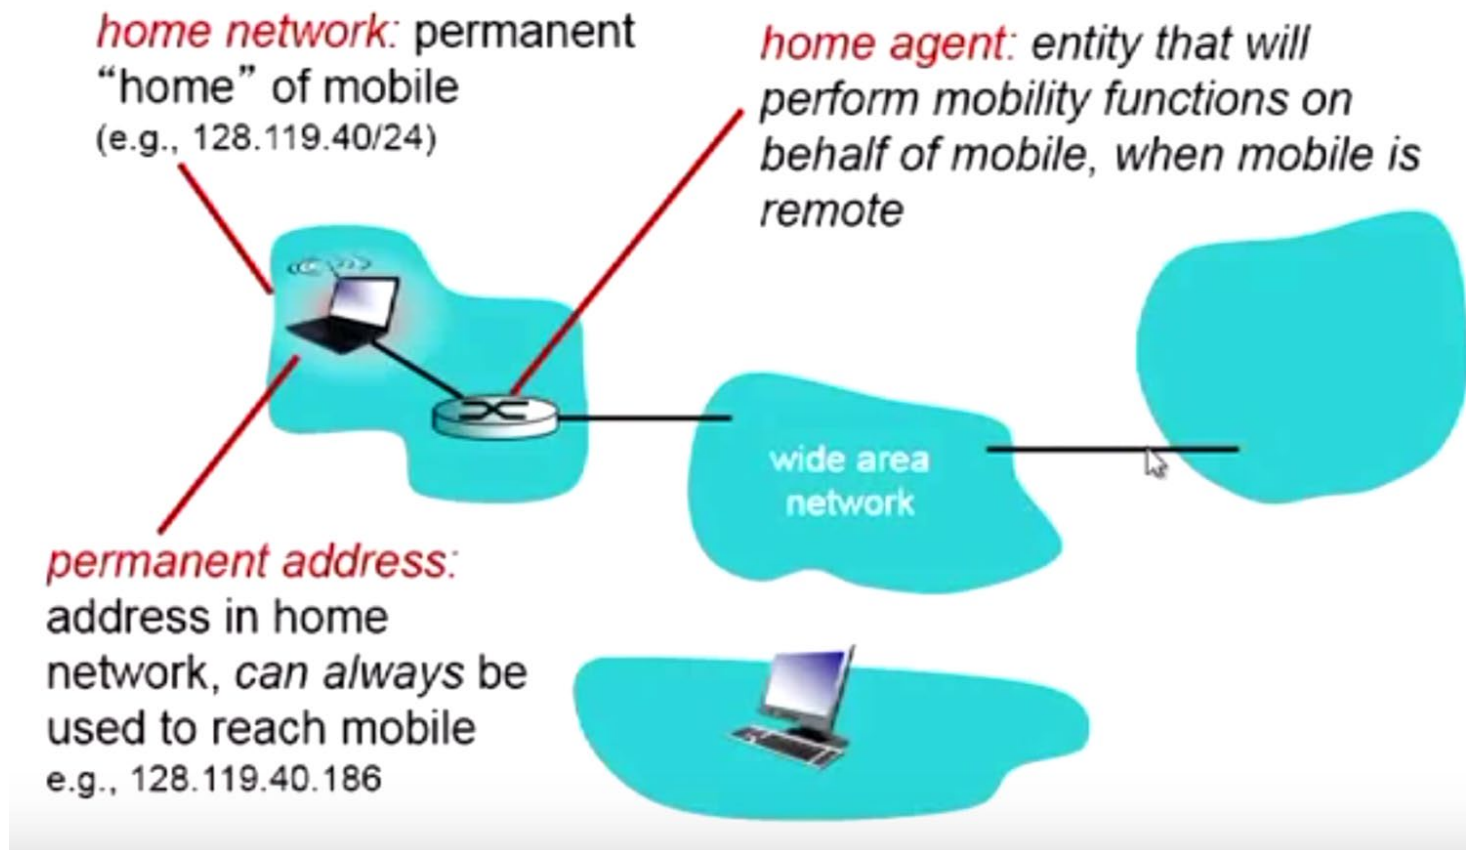 home network: permanent
“home” of mobile
(e.g., 128.119.40/24)
home agent: entity that will
perform mobility functions on
behalf of mobile, when mobile is
remote
wide area
network
permanent address:
address in home
network, can always be
used to reach mobile
e.g., 128.119.40.186